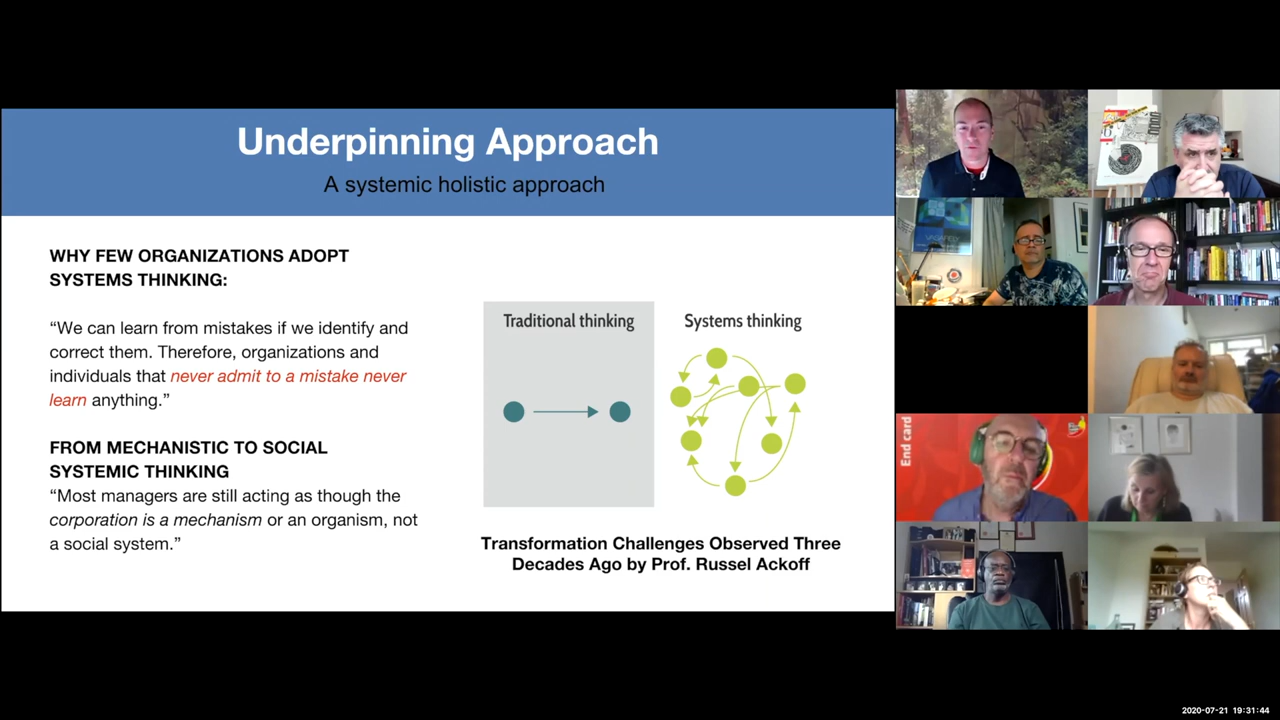 Underpinning Approach
A systemic holistic approach
WHY FEW ORGANIZATIONS ADOPT
SYSTEMS THINKING:
“We can learn from mistakes if we identify and
correct them. Therefore, organizations and
individuals that never admit to a mistake never
learn anything.”
FROM MECHANISTIC TO SOCIAL
SYSTEMIC THINKING
“Most managers are still acting as though the
corporation is a mechanism or an organism, not
a social system.”
Traditional thinking
Systems thinking
Transformation Challenges Observed Three
Decades Ago by Prof. Russel Ackoff
End card
2020-07-21 19:31:44